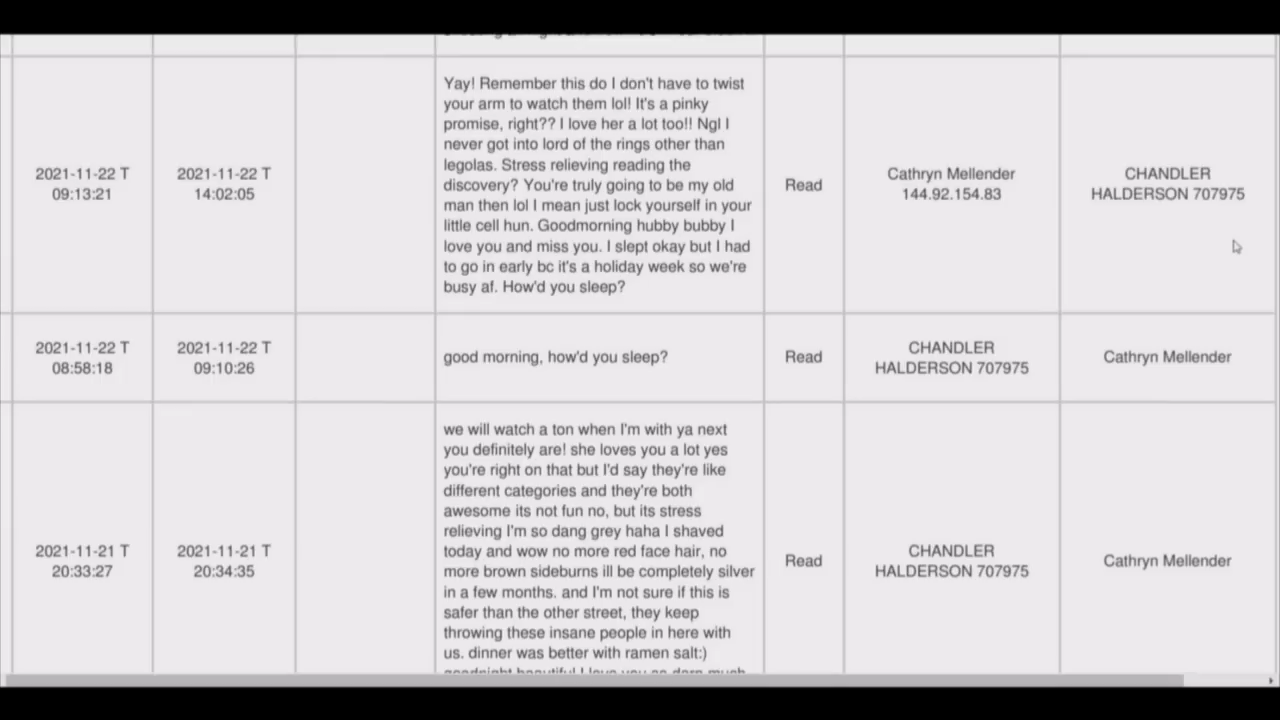 2021-11-22 T
09:13:21
2021-11-22 T
14:02:05
Yay! Remember this do I don't have to twist
your arm to watch them lol! It's a pinky
promise, right?? I love her a lot too!! Ngl I
never got into lord of the rings other than
legolas. Stress relieving reading the
discovery? You're truly going to be my old
man then lol I mean just lock yourself in your
little cell hun. Goodmorning hubby bubby I
love you and miss you. I slept okay but I had
to go in early bc it's a holiday week so we're
busy af. How'd you sleep?
Read
Cathryn Mellender
144.92.154.83
CHANDLER
HALDERSON 707975
2021-11-22 T
08:58:18
2021-11-22 T
09:10:26
good morning, how'd you sleep?
Read
CHANDLER
HALDERSON 707975
Cathryn Mellender
2021-11-21 T
20:33:27
2021-11-21 T
20:34:35
we will watch a ton when I'm with ya next
you definitely are! she loves you a lot yes
you're right on that but I'd say they're like
different categories and they're both
awesome its not fun no, but its stress
relieving I'm so dang grey haha I shaved
today and wow no more red face hair, no
more brown sideburns ill be completely silver
in a few months. and I'm not sure if this is
safer than the other street, they keep
throwing these insane people in here with
us. dinner was better with ramen salt:)
goodnight beautiful I love you so darn much
Read
CHANDLER
HALDERSON 707975
Cathryn Mellender